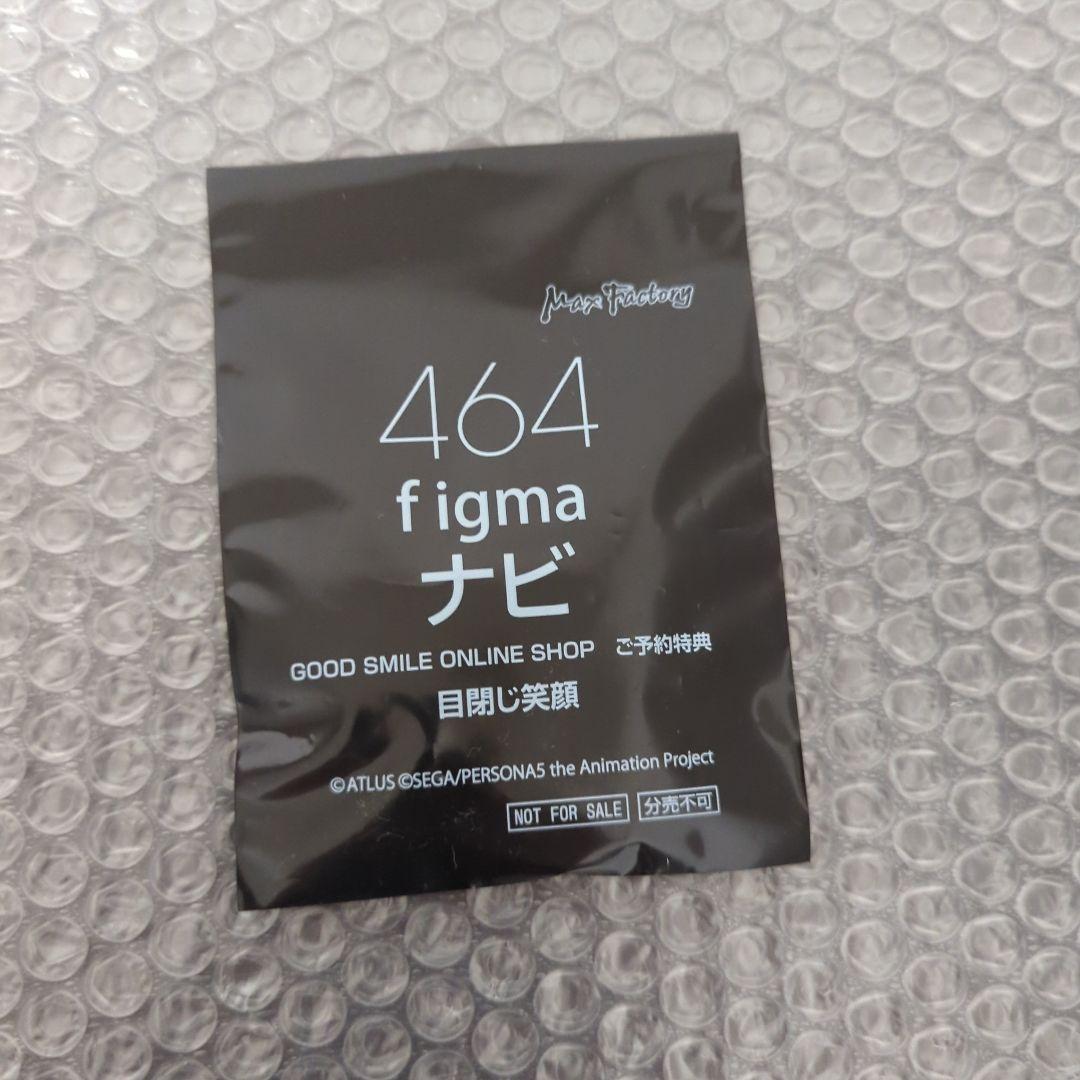 Max Factory
464
figma
ナビ
GOOD SMILE ONLINE SHOP ご予約特典
目閉じ笑顔
©ATLUS ©SEGA/PERSONA5 the Animation Project
NOT FOR SALE 分売不可